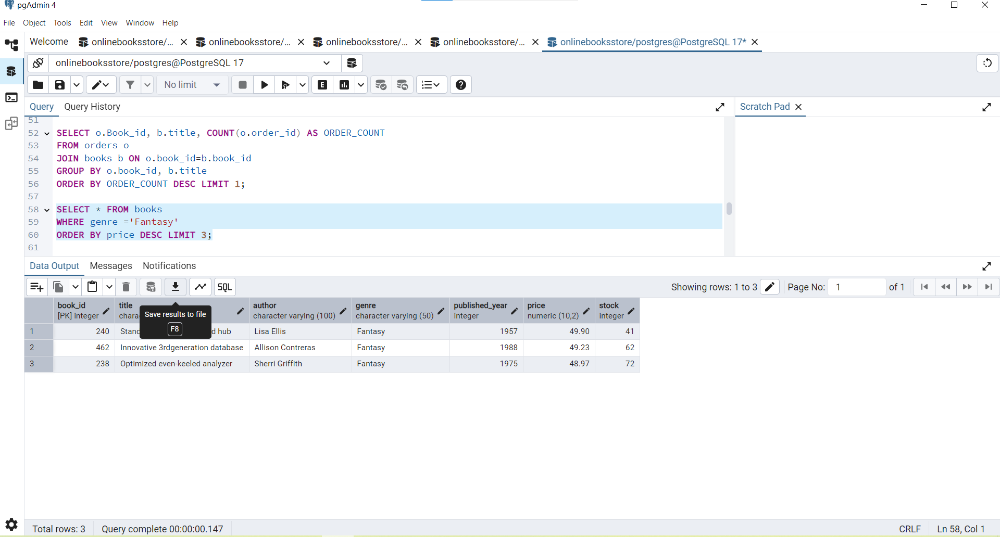 pgAdmin 4
File Object Tools Edit View Window Help
Welcome onlinebooksstore/... onlinebooksstore/... onlinebooksstore/... onlinebooksstore/... onlinebooksstore/postgres@PostgreSQL 17*
onlinebooksstore/postgres@PostgreSQL 17
No limit E
Query Query History Scratch Pad
51
52 SELECT o.Book_id, b.title, COUNT(o.order_id) AS ORDER_COUNT
53 FROM orders o
54 JOIN books b ON o.book_id=b.book_id
55 GROUP BY o.book_id, b.title
56 ORDER BY ORDER_COUNT DESC LIMIT 1;
57
58 SELECT * FROM books
59 WHERE genre ='Fantasy'
60 ORDER BY price DESC LIMIT 3;
61
Data Output Messages Notifications
SQL Showing rows: 1 to 3 Page No: 1 of 1
book_id title author genre published_year price stock
[PK] integer chara character varying (100) character varying (50) integer numeric (10,2) integer
Save results to file
F8
1 240 Stand d hub Lisa Ellis Fantasy 1957 49.90 41
2 462 Innovative 3rdgeneration database Allison Contreras Fantasy 1988 49.23 62
3 238 Optimized even-keeled analyzer Sherri Griffith Fantasy 1975 48.97 72
Total rows: 3 Query complete 00:00:00.147 CRLF Ln 58, Col 1